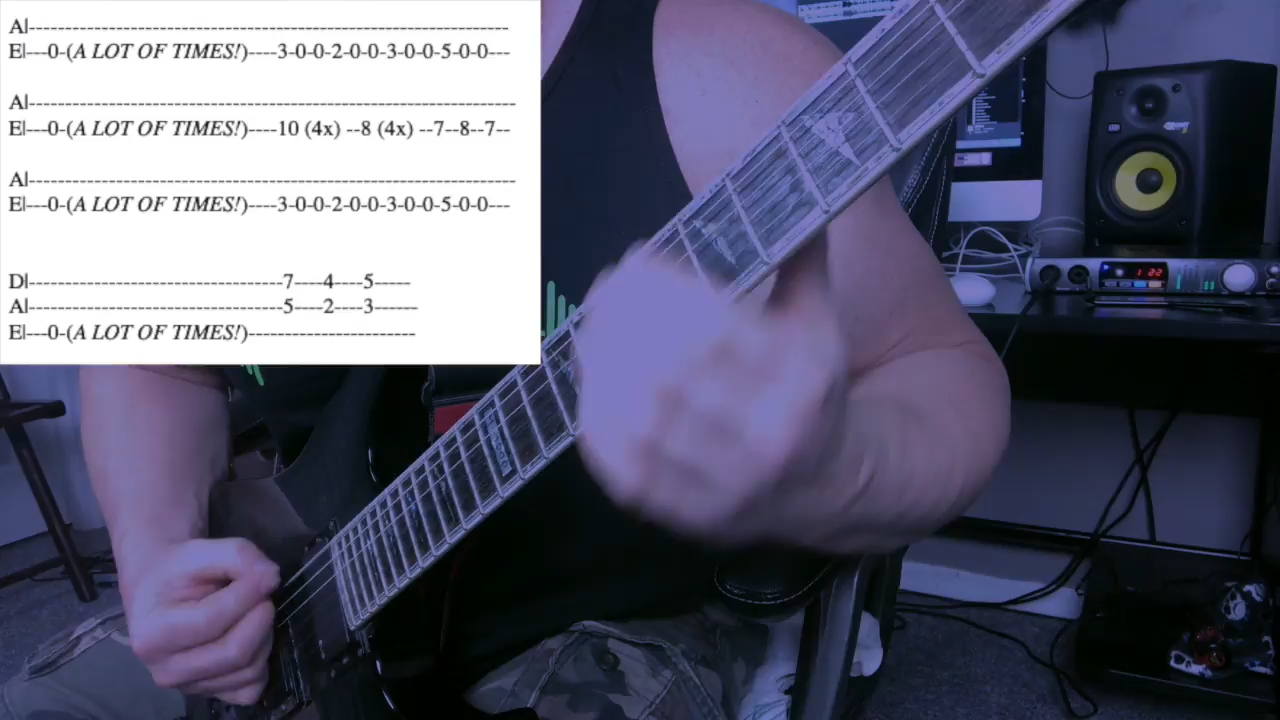 A|------------------------------------------------------------------
E|---0-(A LOT OF TIMES!)----3-0-0-2-0-0-3-0-0-5-0-0---
A|-------------------------------------------------------------------
E|---0-(A LOT OF TIMES!)----10 (4x) --8 (4x) --7--8--7--
A|-------------------------------------------------------------------
E|---0-(A LOT OF TIMES!)----3-0-0-2-0-0-3-0-0-5-0-0---
D|-----------------------------------7----4----5-----
A|-----------------------------------5----2----3------
E|---0-(A LOT OF TIMES!)-----------------------